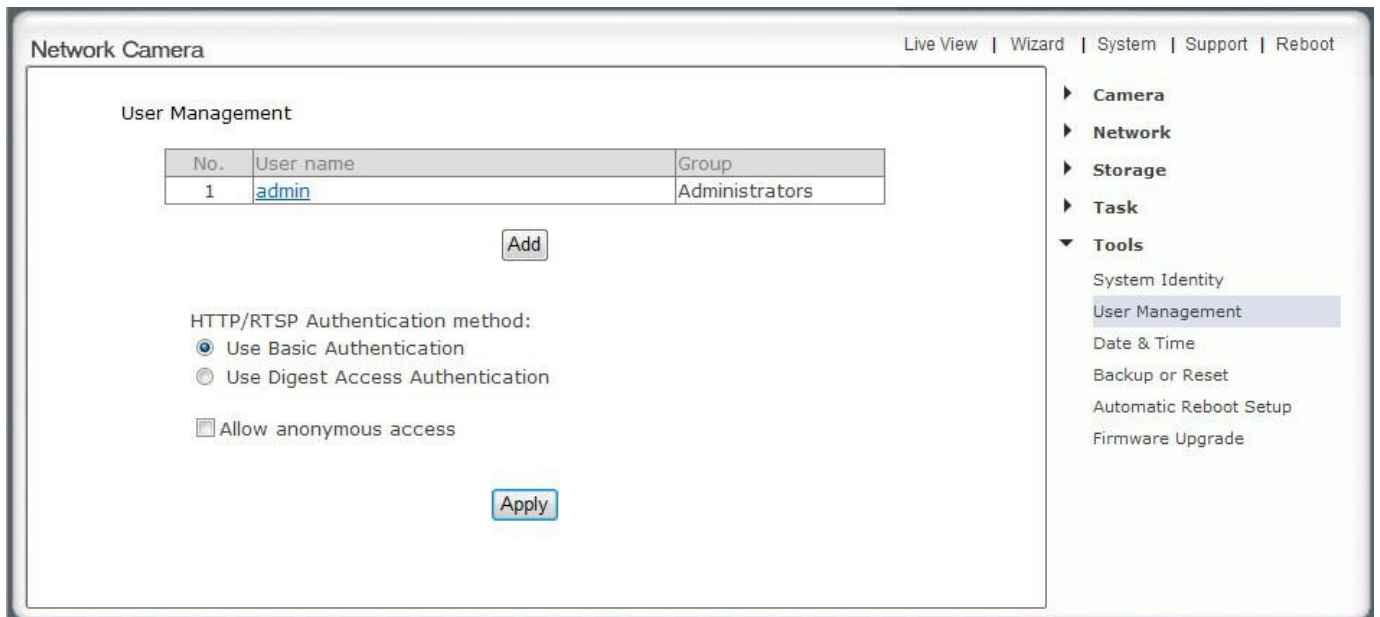 Network Camera
Live View | Wizard | System | Support | Reboot
User Management
No. User name Group
1 admin Administrators
Add
HTTP/RTSP Authentication method:
Use Basic Authentication
Use Digest Access Authentication
Allow anonymous access
Apply
Camera
Network
Storage
Task
Tools
System Identity
User Management
Date & Time
Backup or Reset
Automatic Reboot Setup
Firmware Upgrade